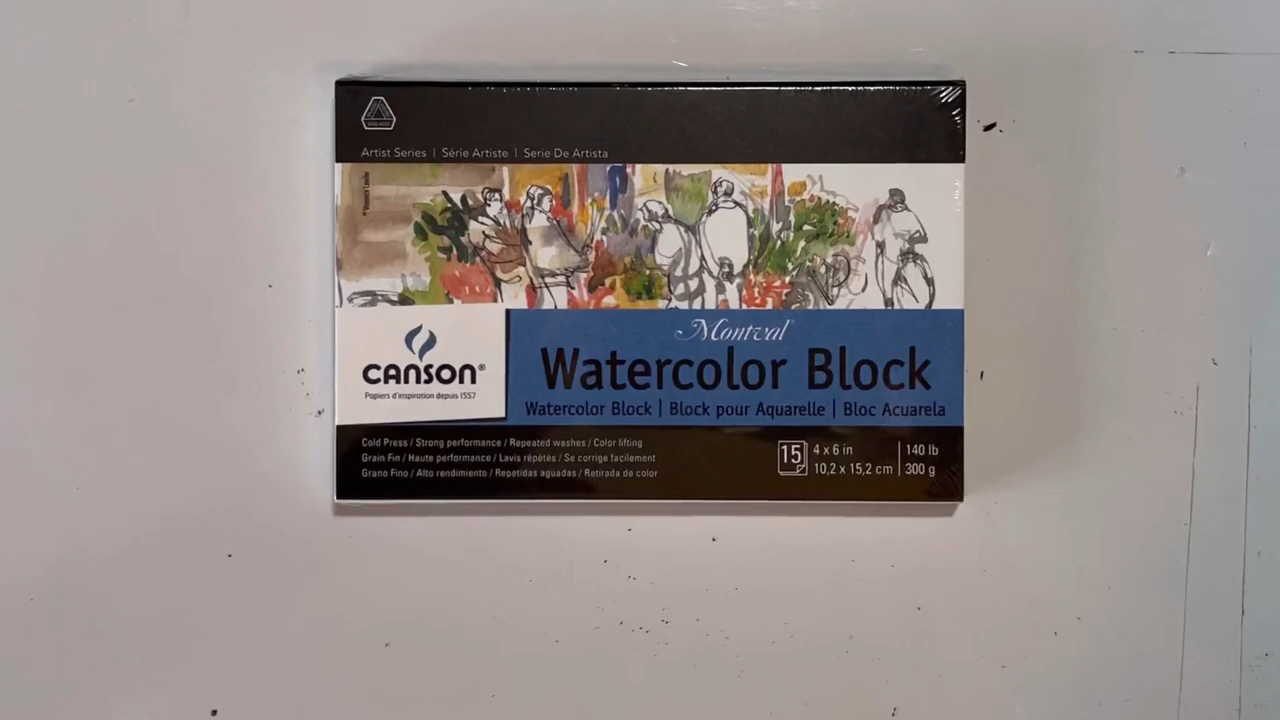 Artist Series | Série Artiste | Serie De Artista
Montval
CANSON®
Papiers d'inspiration depuis 1557
Watercolor Block
Watercolor Block | Block pour Aquarelle | Bloc Acuarela
Cold Press / Strong performance / Repeated washes / Color lifting
Grain Fin / Haute performance / Lavis répétés / Se corrige facilement
Grano Fino / Alto rendimiento / Repetidas aguadas / Retirada de color
15
4 x 6 in
10,2 x 15,2 cm
140 lb
300 g